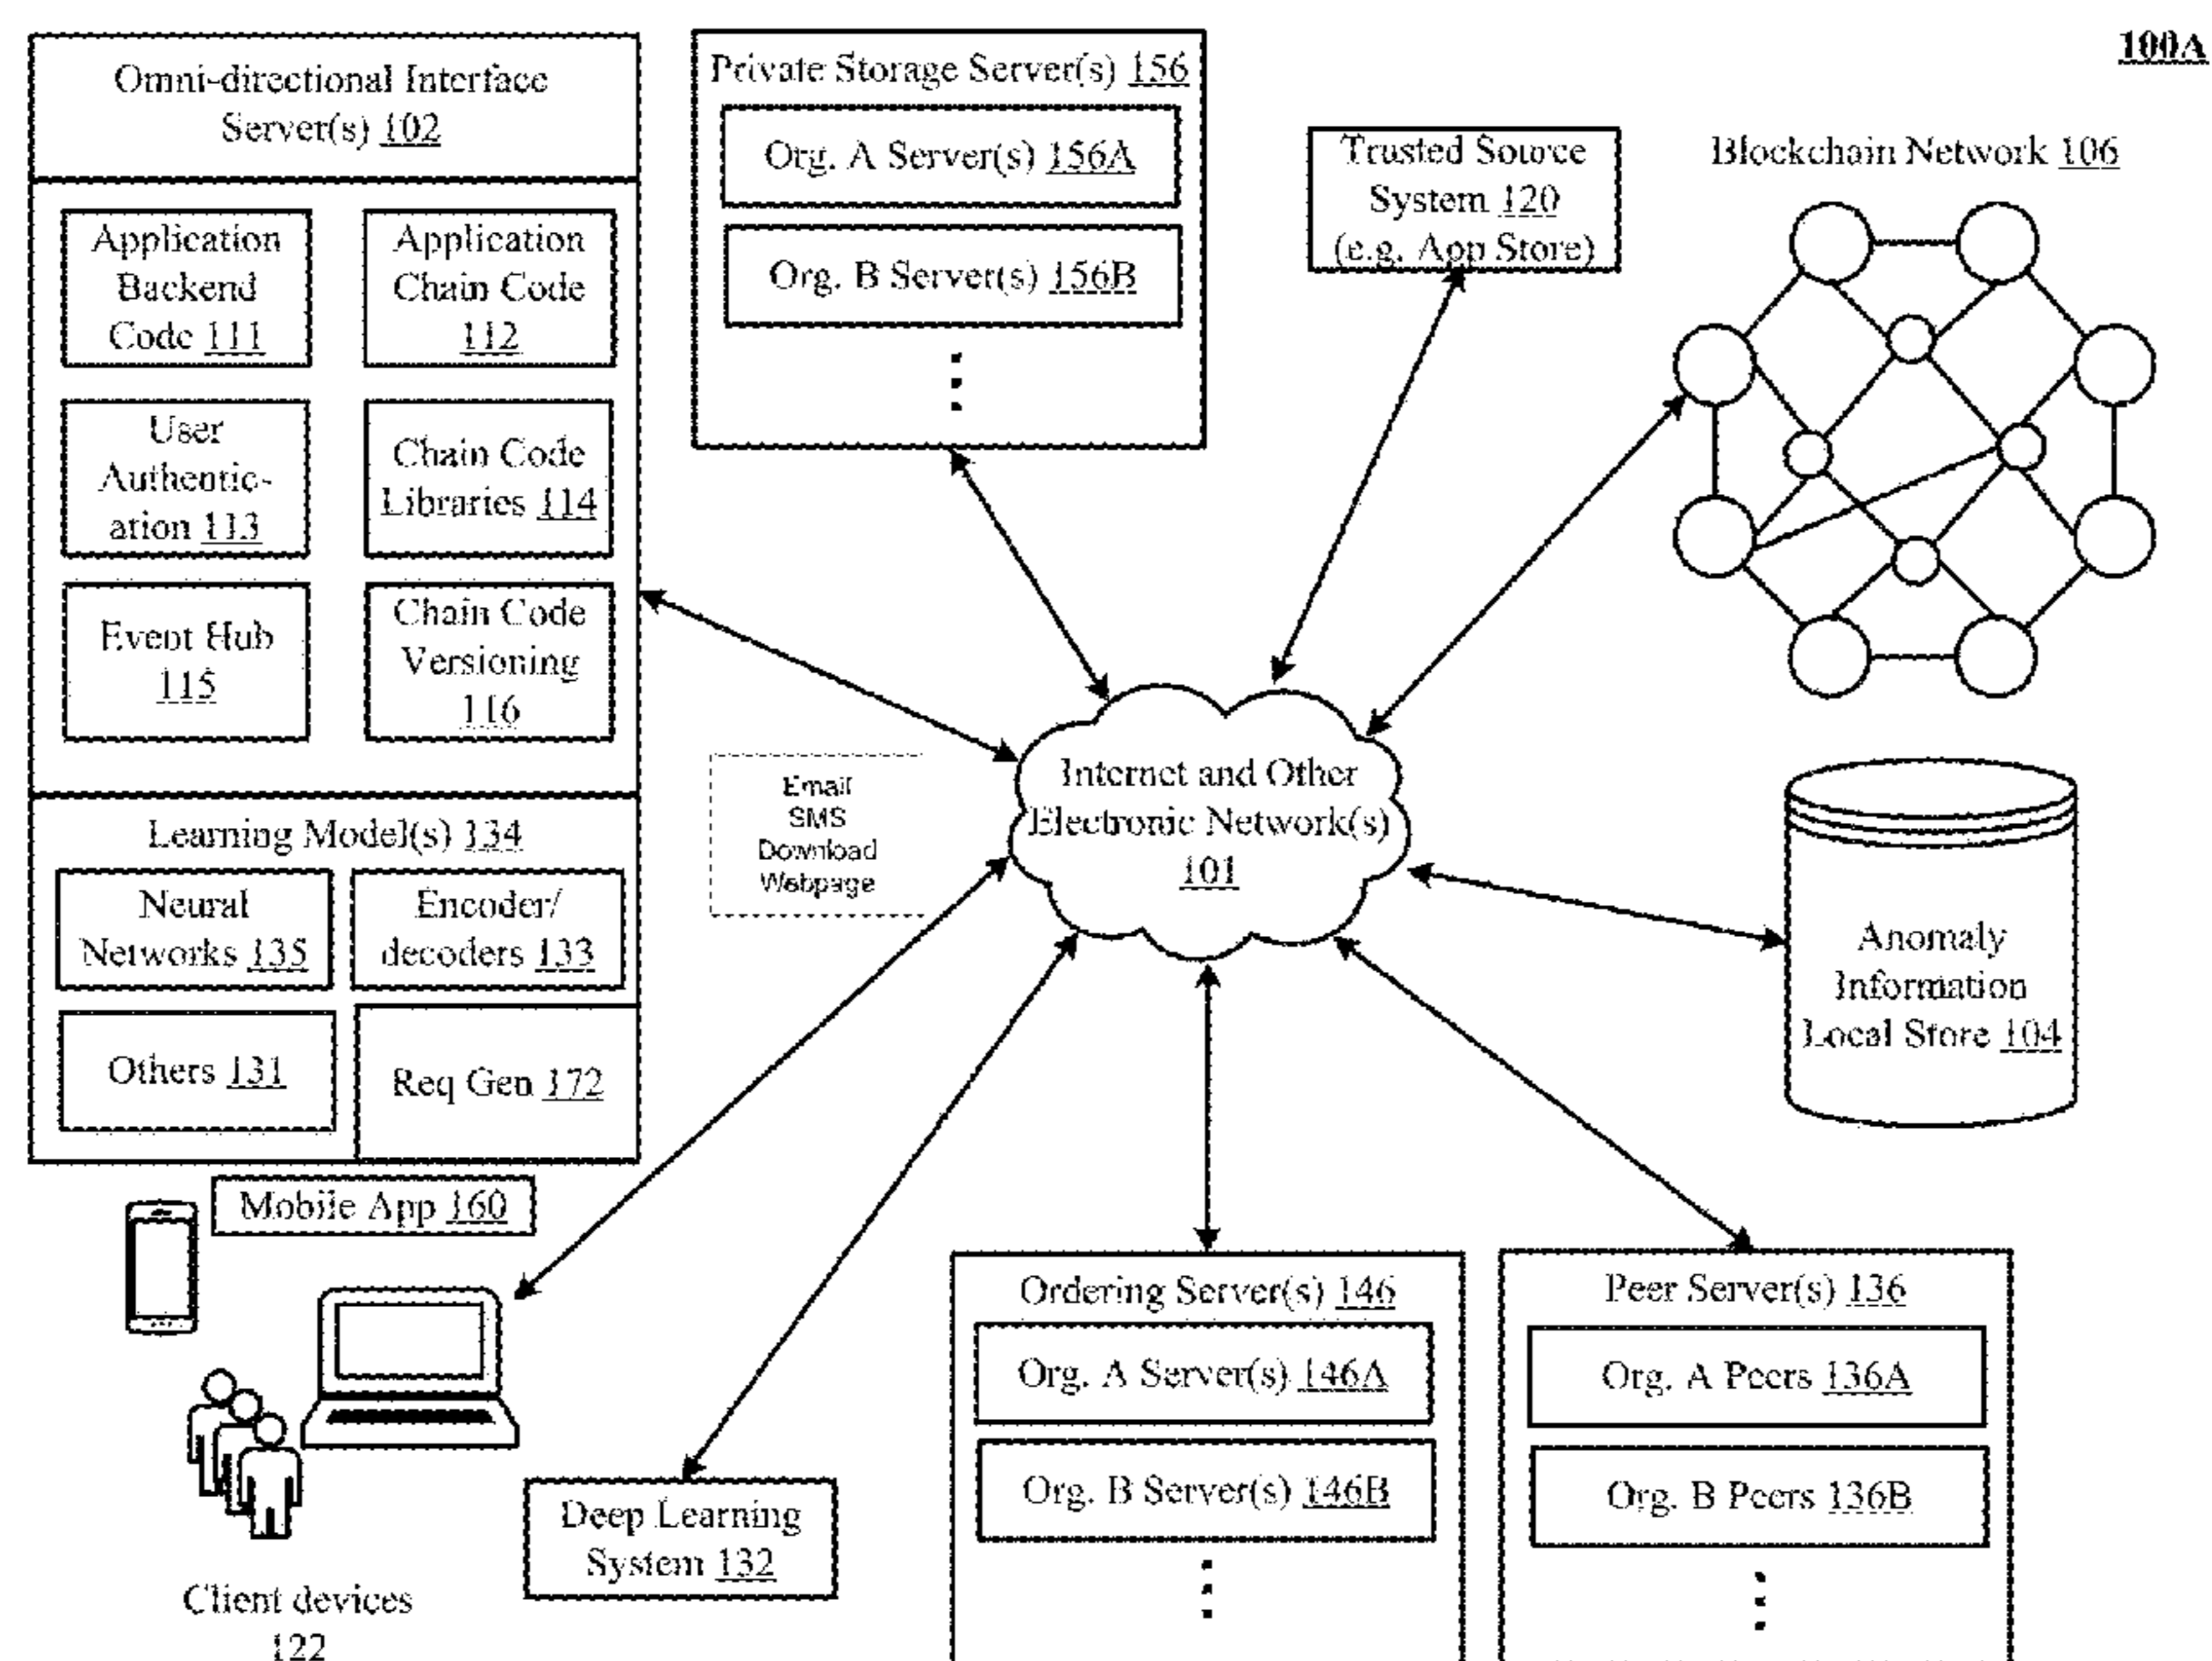 100A
Omni-directional Interface
Server(s) 102
Application
Backend
Code 111
Application
Chain Code
112
User
Authentic-
ation 113
Chain Code
Libraries 114
Event Hub
115
Chain Code
Versioning
116
Learning Model(s) 134
Neural
Networks 135
Encoder/
decoders 133
Others 131
Req Gen 172
Private Storage Server(s) 156
Org. A Server(s) 156A
Org. B Server(s) 156B
Trusted Source
System 120
(e.g. App Store)
Blockchain Network 106
Email
SMS
Download
Webpage
Internet and Other
Electronic Network(s)
101
Anomaly
Information
Local Store 104
Mobile App 160
Client devices
122
Deep Learning
System 132
Ordering Server(s) 146
Org. A Server(s) 146A
Org. B Server(s) 146B
Peer Server(s) 136
Org. A Peers 136A
Org. B Peers 136B